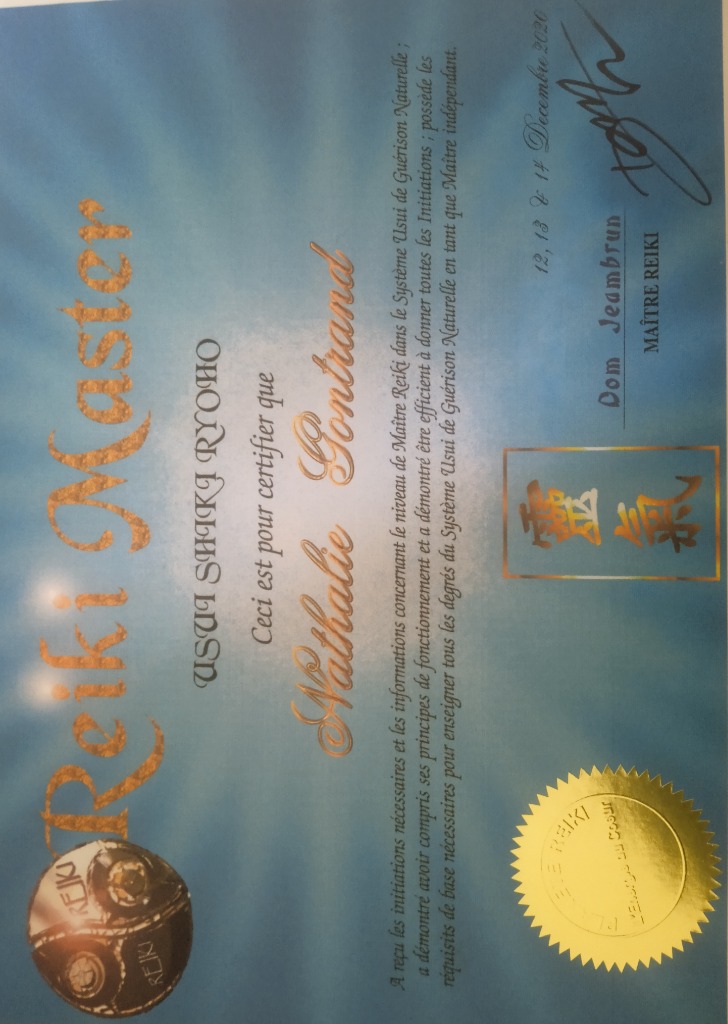 Reiki Master
REIKI
REIKI
USUI SHIKI RYOHO
Ceci est pour certifier que
Nathalie Gontrand
A reçu les initiations nécessaires et les informations concernant le niveau de Maître Reiki dans le Système Usui de Guérison Naturelle ;
a démontré avoir compris ses principes de fonctionnement et a démontré être efficient à donner toutes les Initiations ; possède les
réquisits de base nécessaires pour enseigner tous les degrés du Système Usui de Guérison Naturelle en tant que Maître indépendant.
12, 13 & 14 Decembre 2020
Dom Jeambrun
MAÎTRE REIKI
靈
氣
REIKI